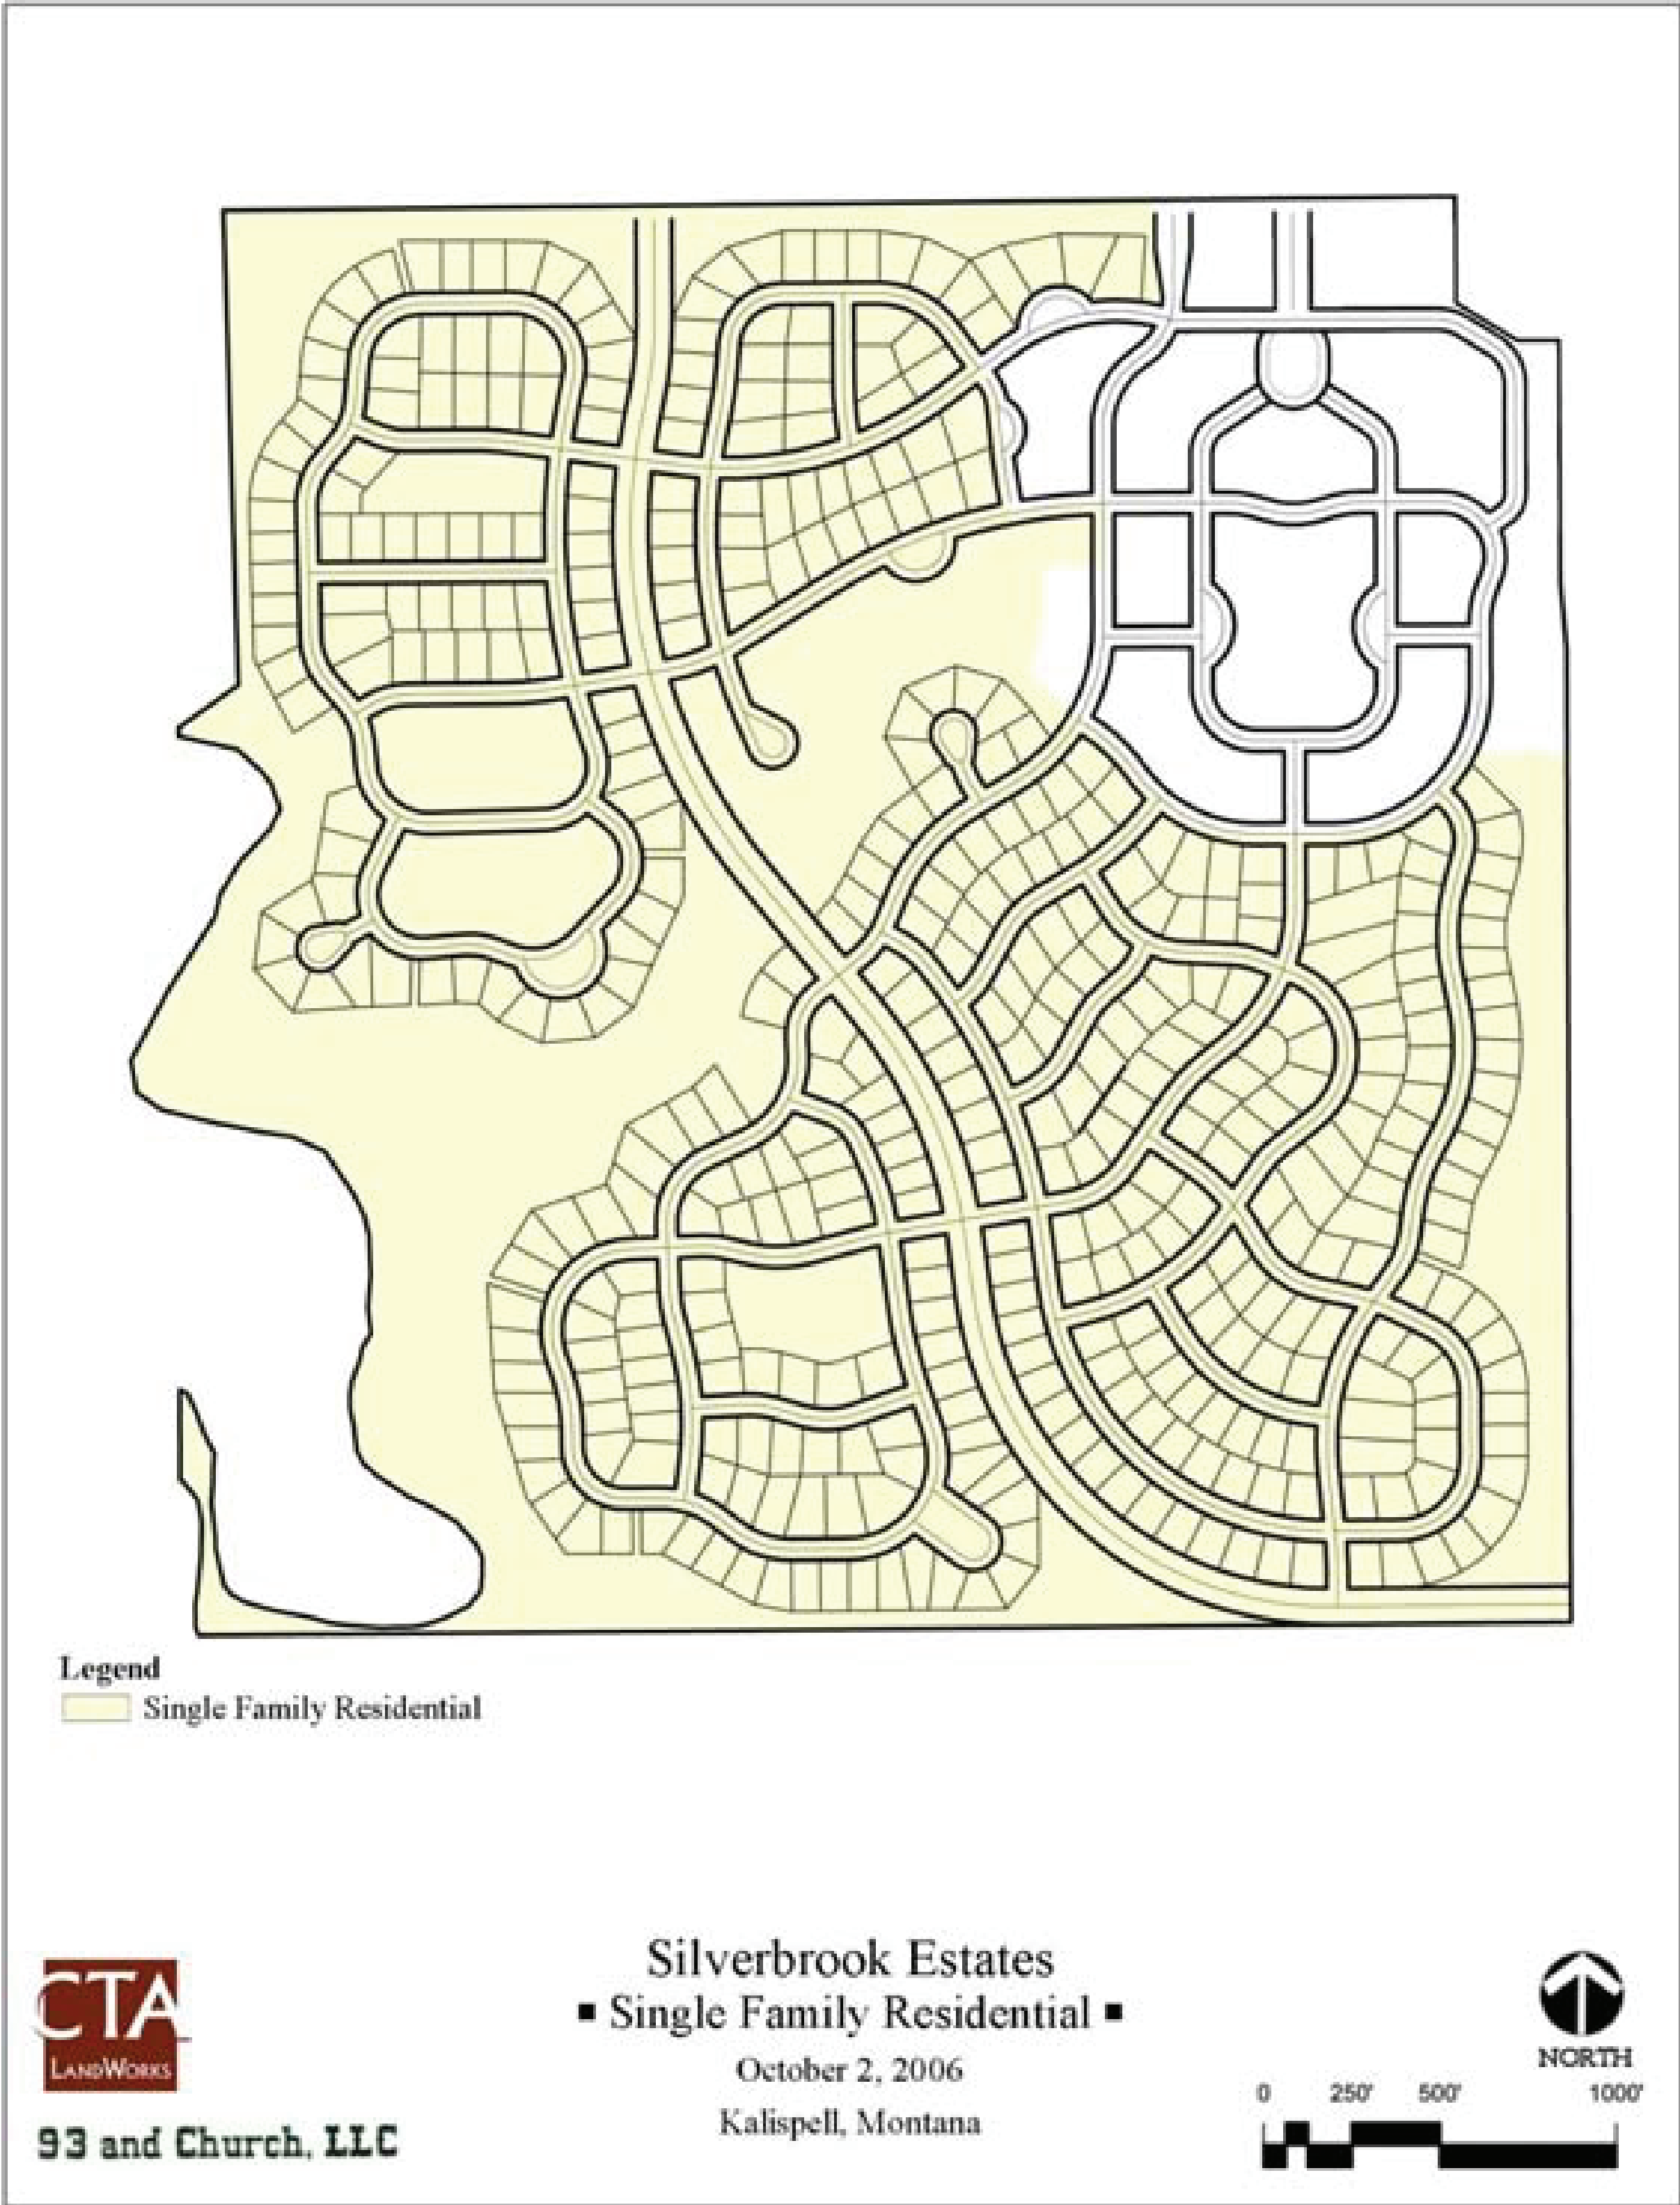 Legend
Single Family Residential
Silverbrook Estates
▪ Single Family Residential ▪
October 2, 2006
Kalispell, Montana
CTA
LANDWORKS
93 and Church, LLC
NORTH
0 250' 500' 1000'